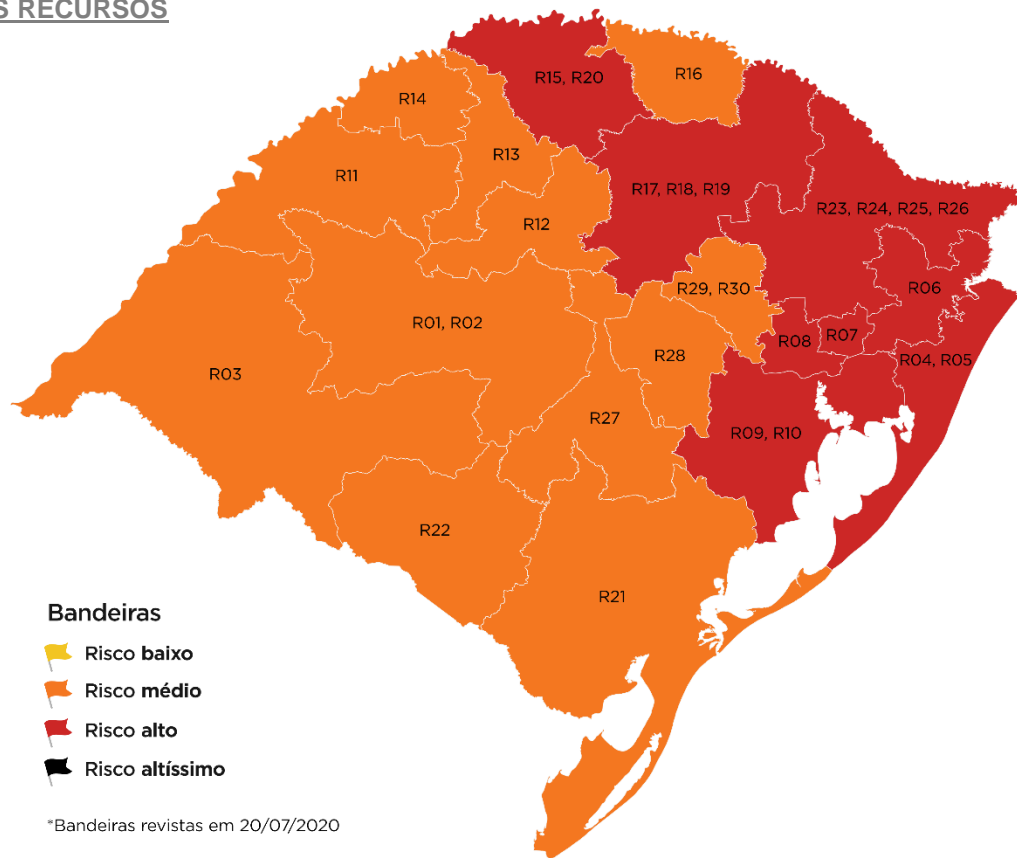 S RECURSOS
R15, R20
R16
R14
R13
R11
R17, R18, R19
R12
R23, R24, R25, R26
R29, R30
R06
R01, R02
R08
R07
R28
R04, R05
R03
R27
R09, R10
R22
R21
Bandeiras
Risco baixo
Risco médio
Risco alto
Risco altíssimo
*Bandeiras revistas em 20/07/2020